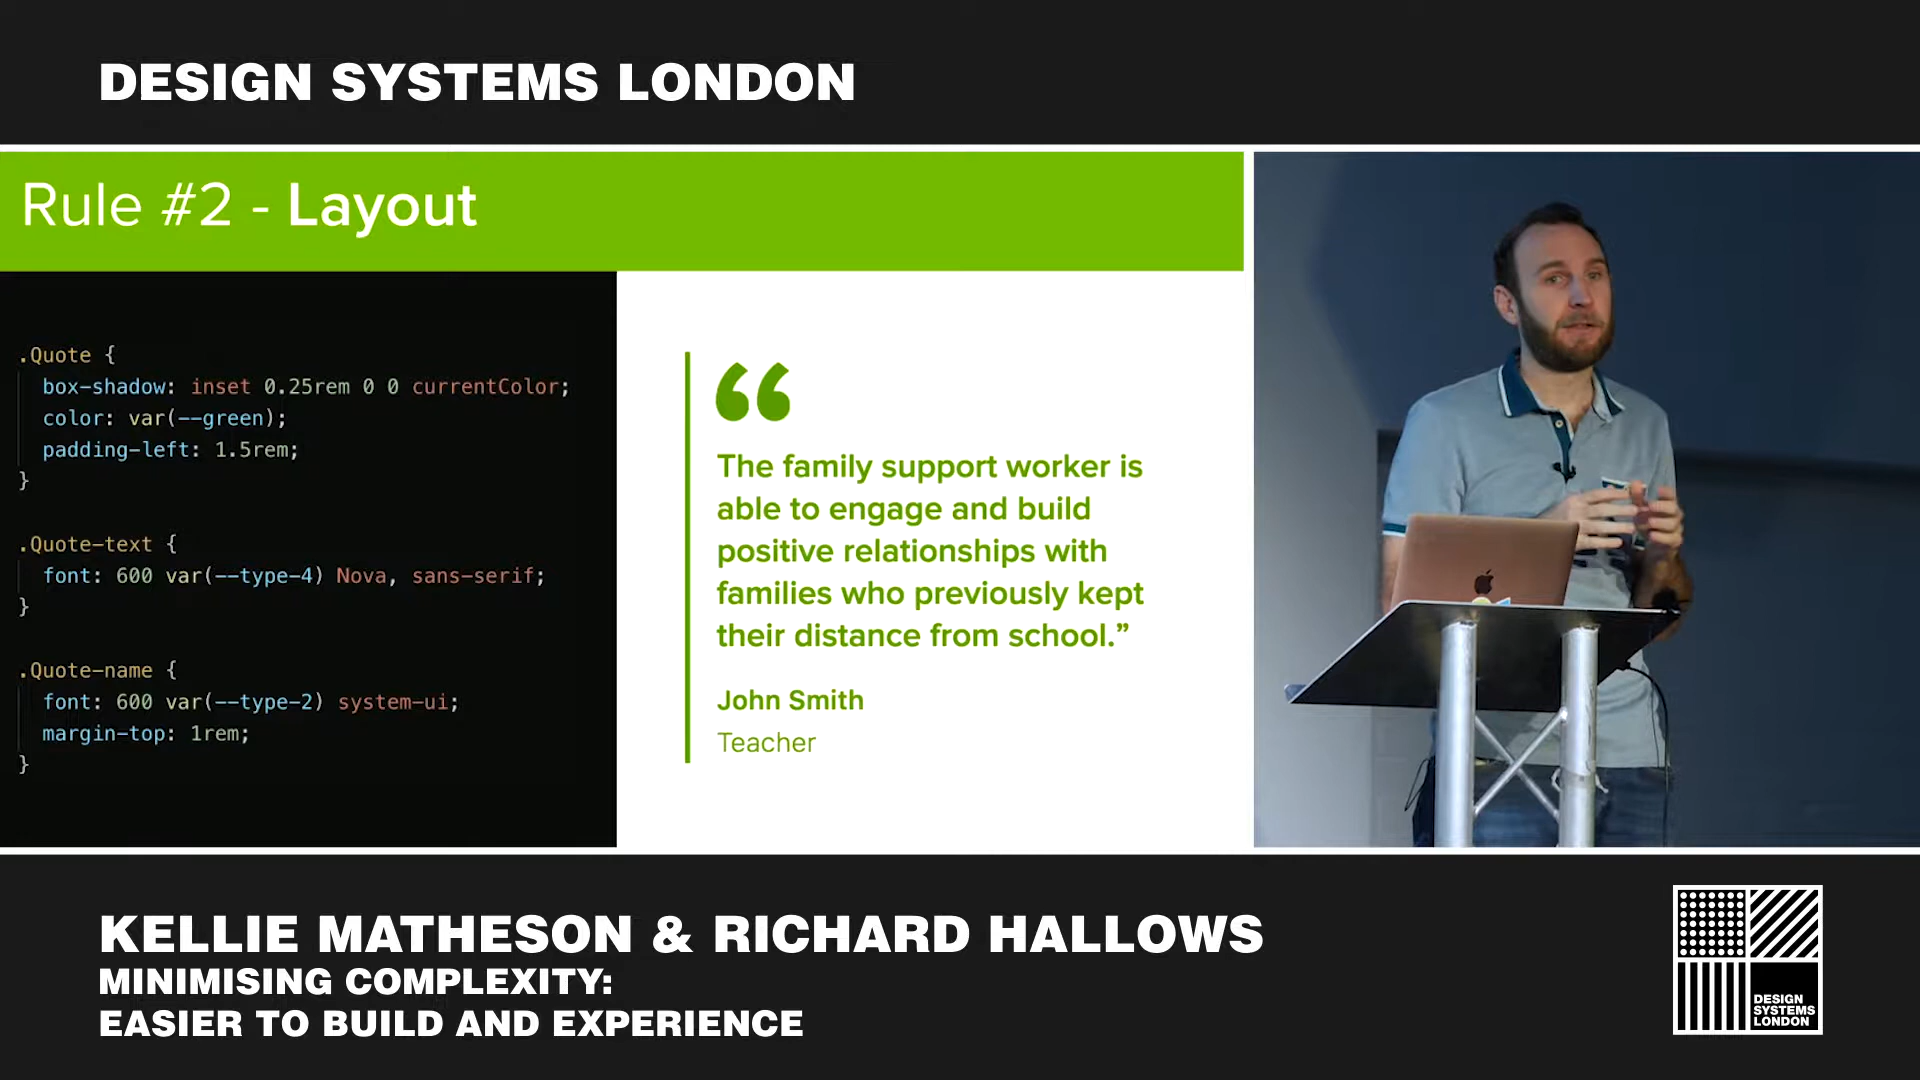 DESIGN SYSTEMS LONDON
Rule #2 - Layout
.Quote {
box-shadow: inset 0.25rem 0 0 currentColor;
color: var(--green);
padding-left: 1.5rem;
}
.Quote-text {
font: 600 var(--type-4) Nova, sans-serif;
}
.Quote-name {
font: 600 var(--type-2) system-ui;
margin-top: 1rem;
}
“
The family support worker is
able to engage and build
positive relationships with
families who previously kept
their distance from school.”
John Smith
Teacher
KELLIE MATHESON & RICHARD HALLOWS
MINIMISING COMPLEXITY:
EASIER TO BUILD AND EXPERIENCE
DESIGN
SYSTEMS
LONDON